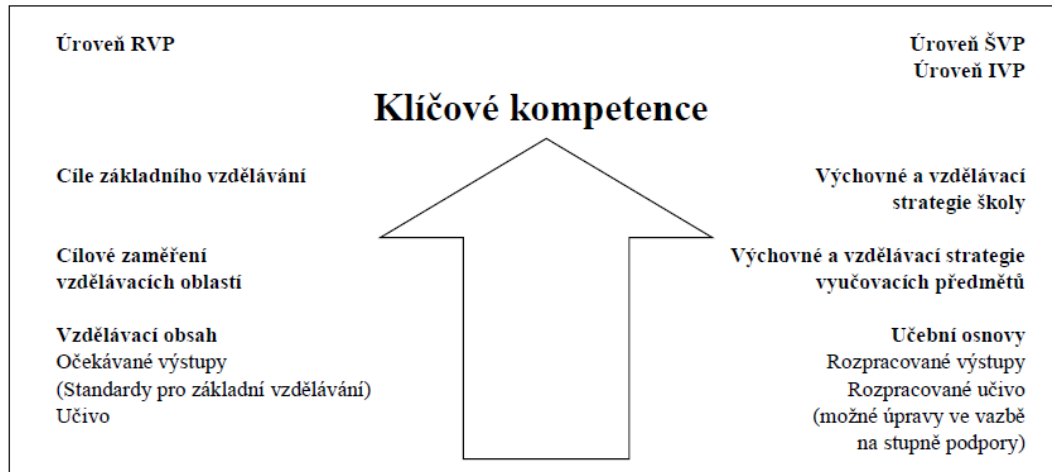 Úroveň RVP
Úroveň ŠVP
Úroveň IVP
Klíčové kompetence
Cíle základního vzdělávání
Výchovné a vzdělávací
strategie školy
Cílové zaměření
vzdělávacích oblastí
Výchovné a vzdělávací strategie
vyučovacích předmětů
Vzdělávací obsah
Očekávané výstupy
(Standardy pro základní vzdělávání)
Učivo
Učební osnovy
Rozpracované výstupy
Rozpracované učivo
(možné úpravy ve vazbě
na stupně podpory)